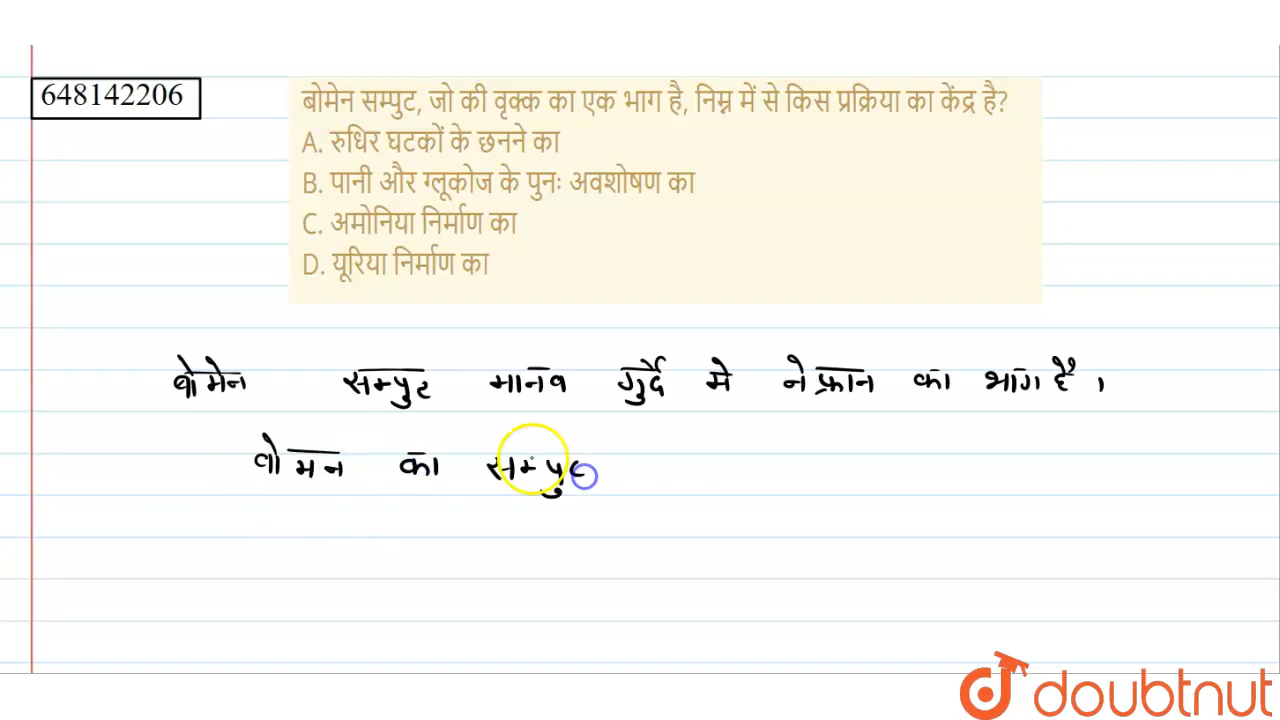 648142206
बोमेन सम्पुट, जो की वृक्क का एक भाग है, निम्न में से किस प्रक्रिया का केंद्र है?
A. रुधिर घटकों के छनने का
B. पानी और ग्लूकोज के पुनः अवशोषण का
C. अमोनिया निर्माण का
D. यूरिया निर्माण का
बोमेन सम्पुट मानव गुर्दे मे नेफ्रान का भाग है ।
बोमन का सम्पु
doubtnut